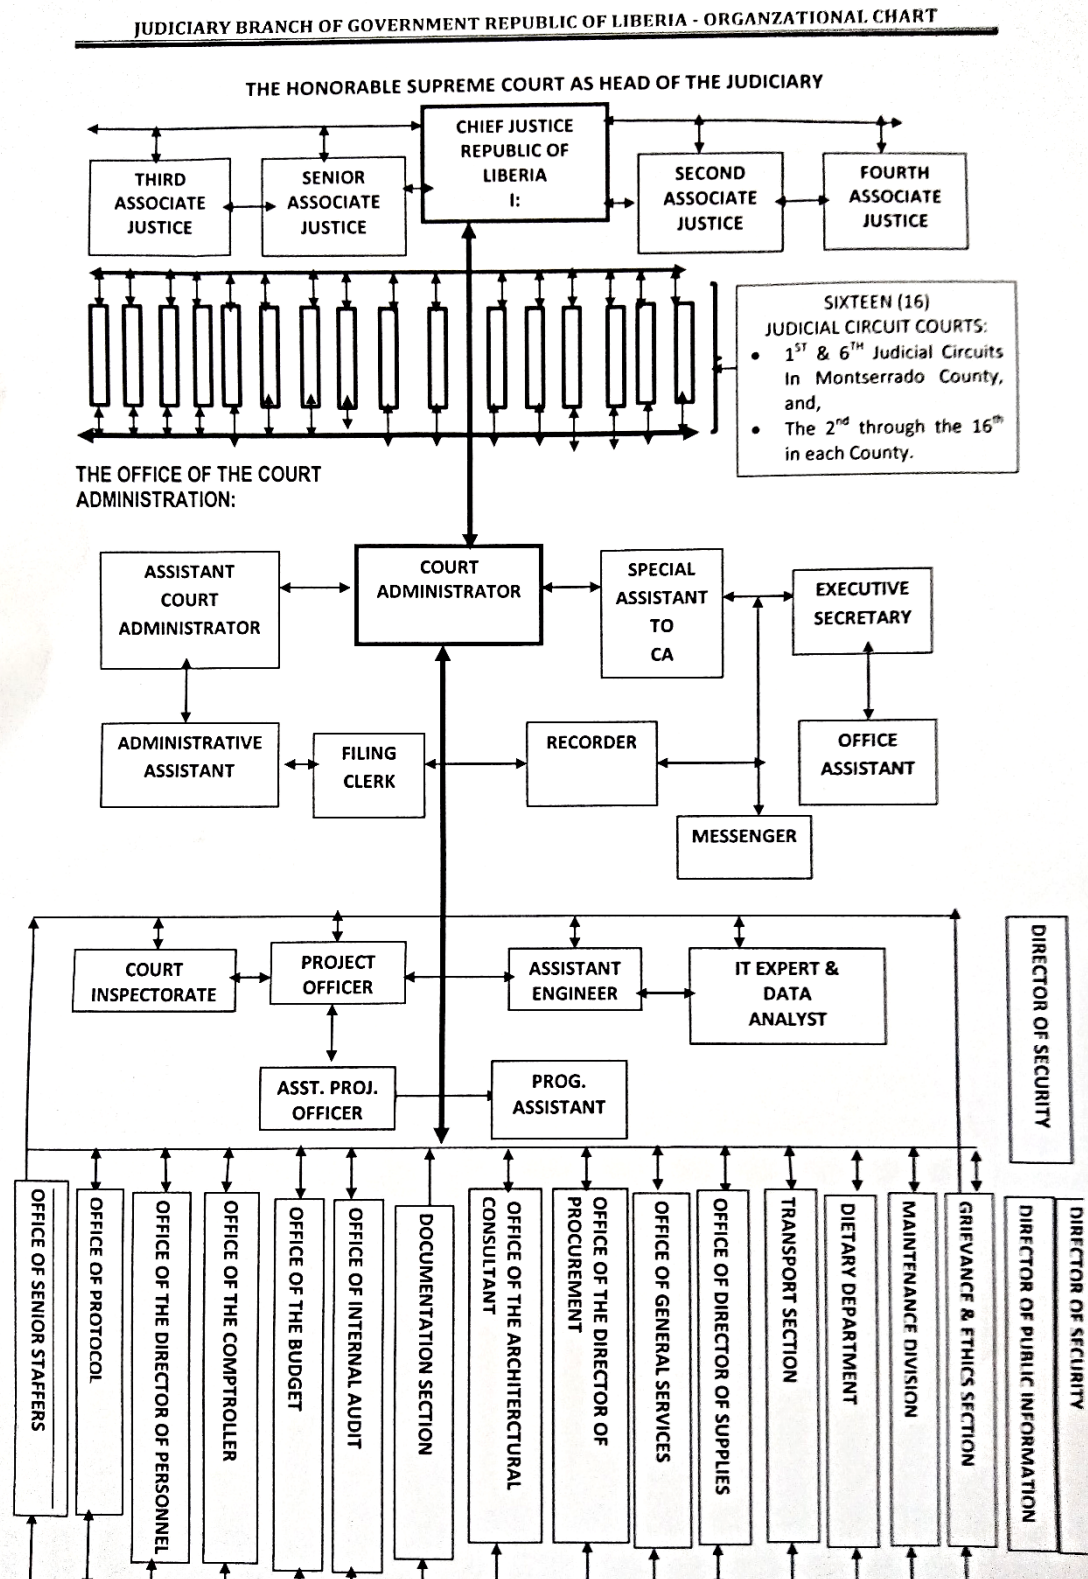 JUDICIARY BRANCH OF GOVERNMENT REPUBLIC OF LIBERIA - ORGANZATIONAL CHART
THE HONORABLE SUPREME COURT AS HEAD OF THE JUDICIARY
CHIEF JUSTICE
REPUBLIC OF
LIBERIA
I:
THIRD
ASSOCIATE
JUSTICE
SENIOR
ASSOCIATE
JUSTICE
SECOND
ASSOCIATE
JUSTICE
FOURTH
ASSOCIATE
JUSTICE
SIXTEEN (16)
JUDICIAL CIRCUIT COURTS:
• 1ST & 6TH Judicial Circuits
In Montserrado County,
and,
• The 2nd through the 16th
in each County.
THE OFFICE OF THE COURT
ADMINISTRATION:
ASSISTANT
COURT
ADMINISTRATOR
COURT
ADMINISTRATOR
SPECIAL
ASSISTANT
TO
CA
EXECUTIVE
SECRETARY
ADMINISTRATIVE
ASSISTANT
FILING
CLERK
RECORDER
OFFICE
ASSISTANT
MESSENGER
COURT
INSPECTORATE
PROJECT
OFFICER
ASSISTANT
ENGINEER
IT EXPERT &
DATA
ANALYST
DIRECTOR OF SECURITY
ASST. PROJ.
OFFICER
PROG.
ASSISTANT
OFFICE OF SENIOR STAFFERS
OFFICE OF PROTOCOL
OFFICE OF THE DIRECTOR OF PERSONNEL
OFFICE OF THE COMPTROLLER
OFFICE OF THE BUDGET
OFFICE OF INTERNAL AUDIT
DOCUMENTATION SECTION
OFFICE OF THE ARCHITERCTURAL
CONSULTANT
OFFICE OF THE DIRECTOR OF
PROCUREMENT
OFFICE OF GENERAL SERVICES
OFFICE OF DIRECTOR OF SUPPLIES
TRANSPORT SECTION
DIETARY DEPARTMENT
MAINTENANCE DIVISION
GRIEVANCE & ETHICS SECTION
DIRECTOR OF PUBLIC INFORMATION
DIRECTOR OF SECURITY